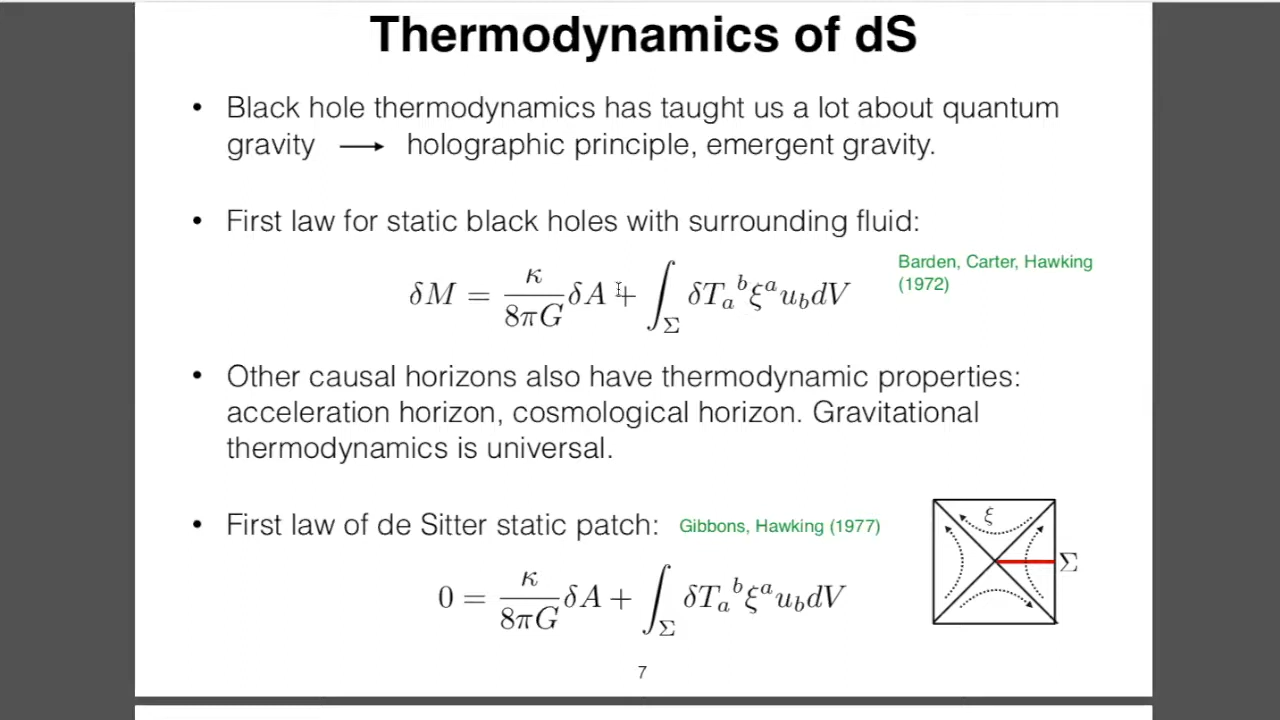 Thermodynamics of dS
• Black hole thermodynamics has taught us a lot about quantum
gravity ⟶ holographic principle, emergent gravity.
• First law for static black holes with surrounding fluid:
Barden, Carter, Hawking
(1972)
δM = κ/8πG δA + ∫_Σ δT_a^b ξ^a u_b dV
• Other causal horizons also have thermodynamic properties:
acceleration horizon, cosmological horizon. Gravitational
thermodynamics is universal.
• First law of de Sitter static patch: Gibbons, Hawking (1977)
ξ
Σ
0 = κ/8πG δA + ∫_Σ δT_a^b ξ^a u_b dV
7